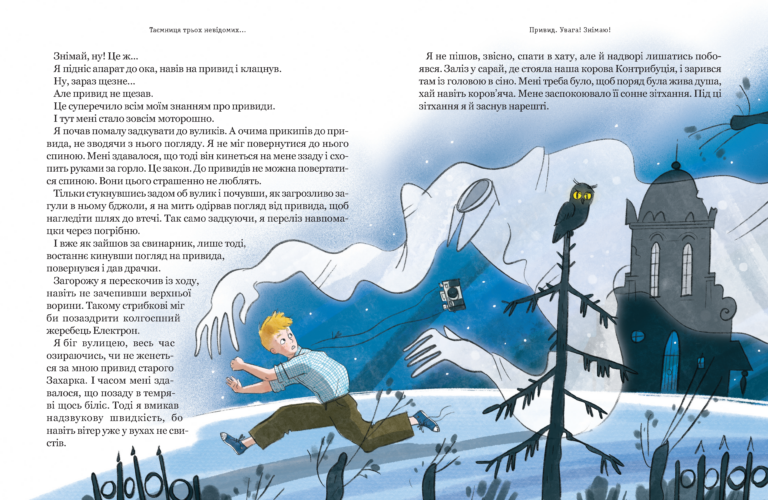 Таємниця трьох невідомих...
Знімай, ну! Це ж...
Я підніс апарат до ока, навів на привид і клацнув.
Ну, зараз щезне...
Але привид не щезав.
Це суперечило всім моїм знанням про привиди.
І тут мені стало зовсім моторошно.
Я почав помалу задкувати до вуликів. А очима прикипів до при-
вида, не зводячи з нього погляду. Я не міг повернутися до нього
спиною. Мені здавалося, що тоді він кинеться на мене ззаду і схо-
пить руками за горло. Це закон. До привидів не можна повертати-
ся спиною. Вони цього страшенно не люблять.
Тільки стукнувшись задом об вулик і почувши, як загрозливо за-
гули в ньому бджоли, я на мить одірвав погляд від привида, щоб
нагледіти шлях до втечі. Так само задкуючи, я переліз навпома-
цки через погрібню.
І вже як зайшов за свинарник, лише тоді,
востаннє кинувши погляд на привида,
повернувся і дав драчки.
Загорожу я перескочив із ходу,
навіть не зачепивши верхньої
ворини. Такому стрибкові міг
би позаздрити колгоспний
жеребець Електрон.
Я біг вулицею, весь час
озираючись, чи не женеть-
ся за мною привид старого
Захарка. І часом мені зда-
валося, що позаду в темря-
ві щось біліє. Тоді я вмикав
надзвукову швидкість, бо
навіть вітер уже у вухах не сви-
стів.
Привид. Увага! Знімаю!
Я не пішов, звісно, спати в хату, але й надворі лишатись побо-
явся. Заліз у сарай, де стояла наша корова Контрибуція, і зарився
там із головою в сіно. Мені треба було, щоб поряд була жива душа,
хай навіть коров'яча. Мене заспокоювало її сонне зітхання. Під ці
зітхання я й заснув нарешті.